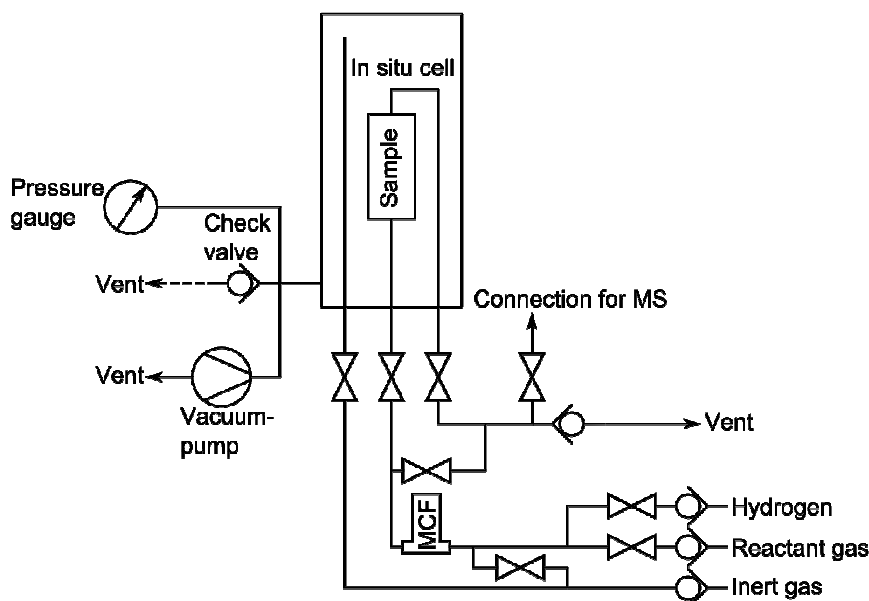 In situ cell
Sample
Pressure
gauge
Check
valve
Vent
Connection for MS
Vent
Vacuum-
pump
Vent
MCF
Hydrogen
Reactant gas
Inert gas